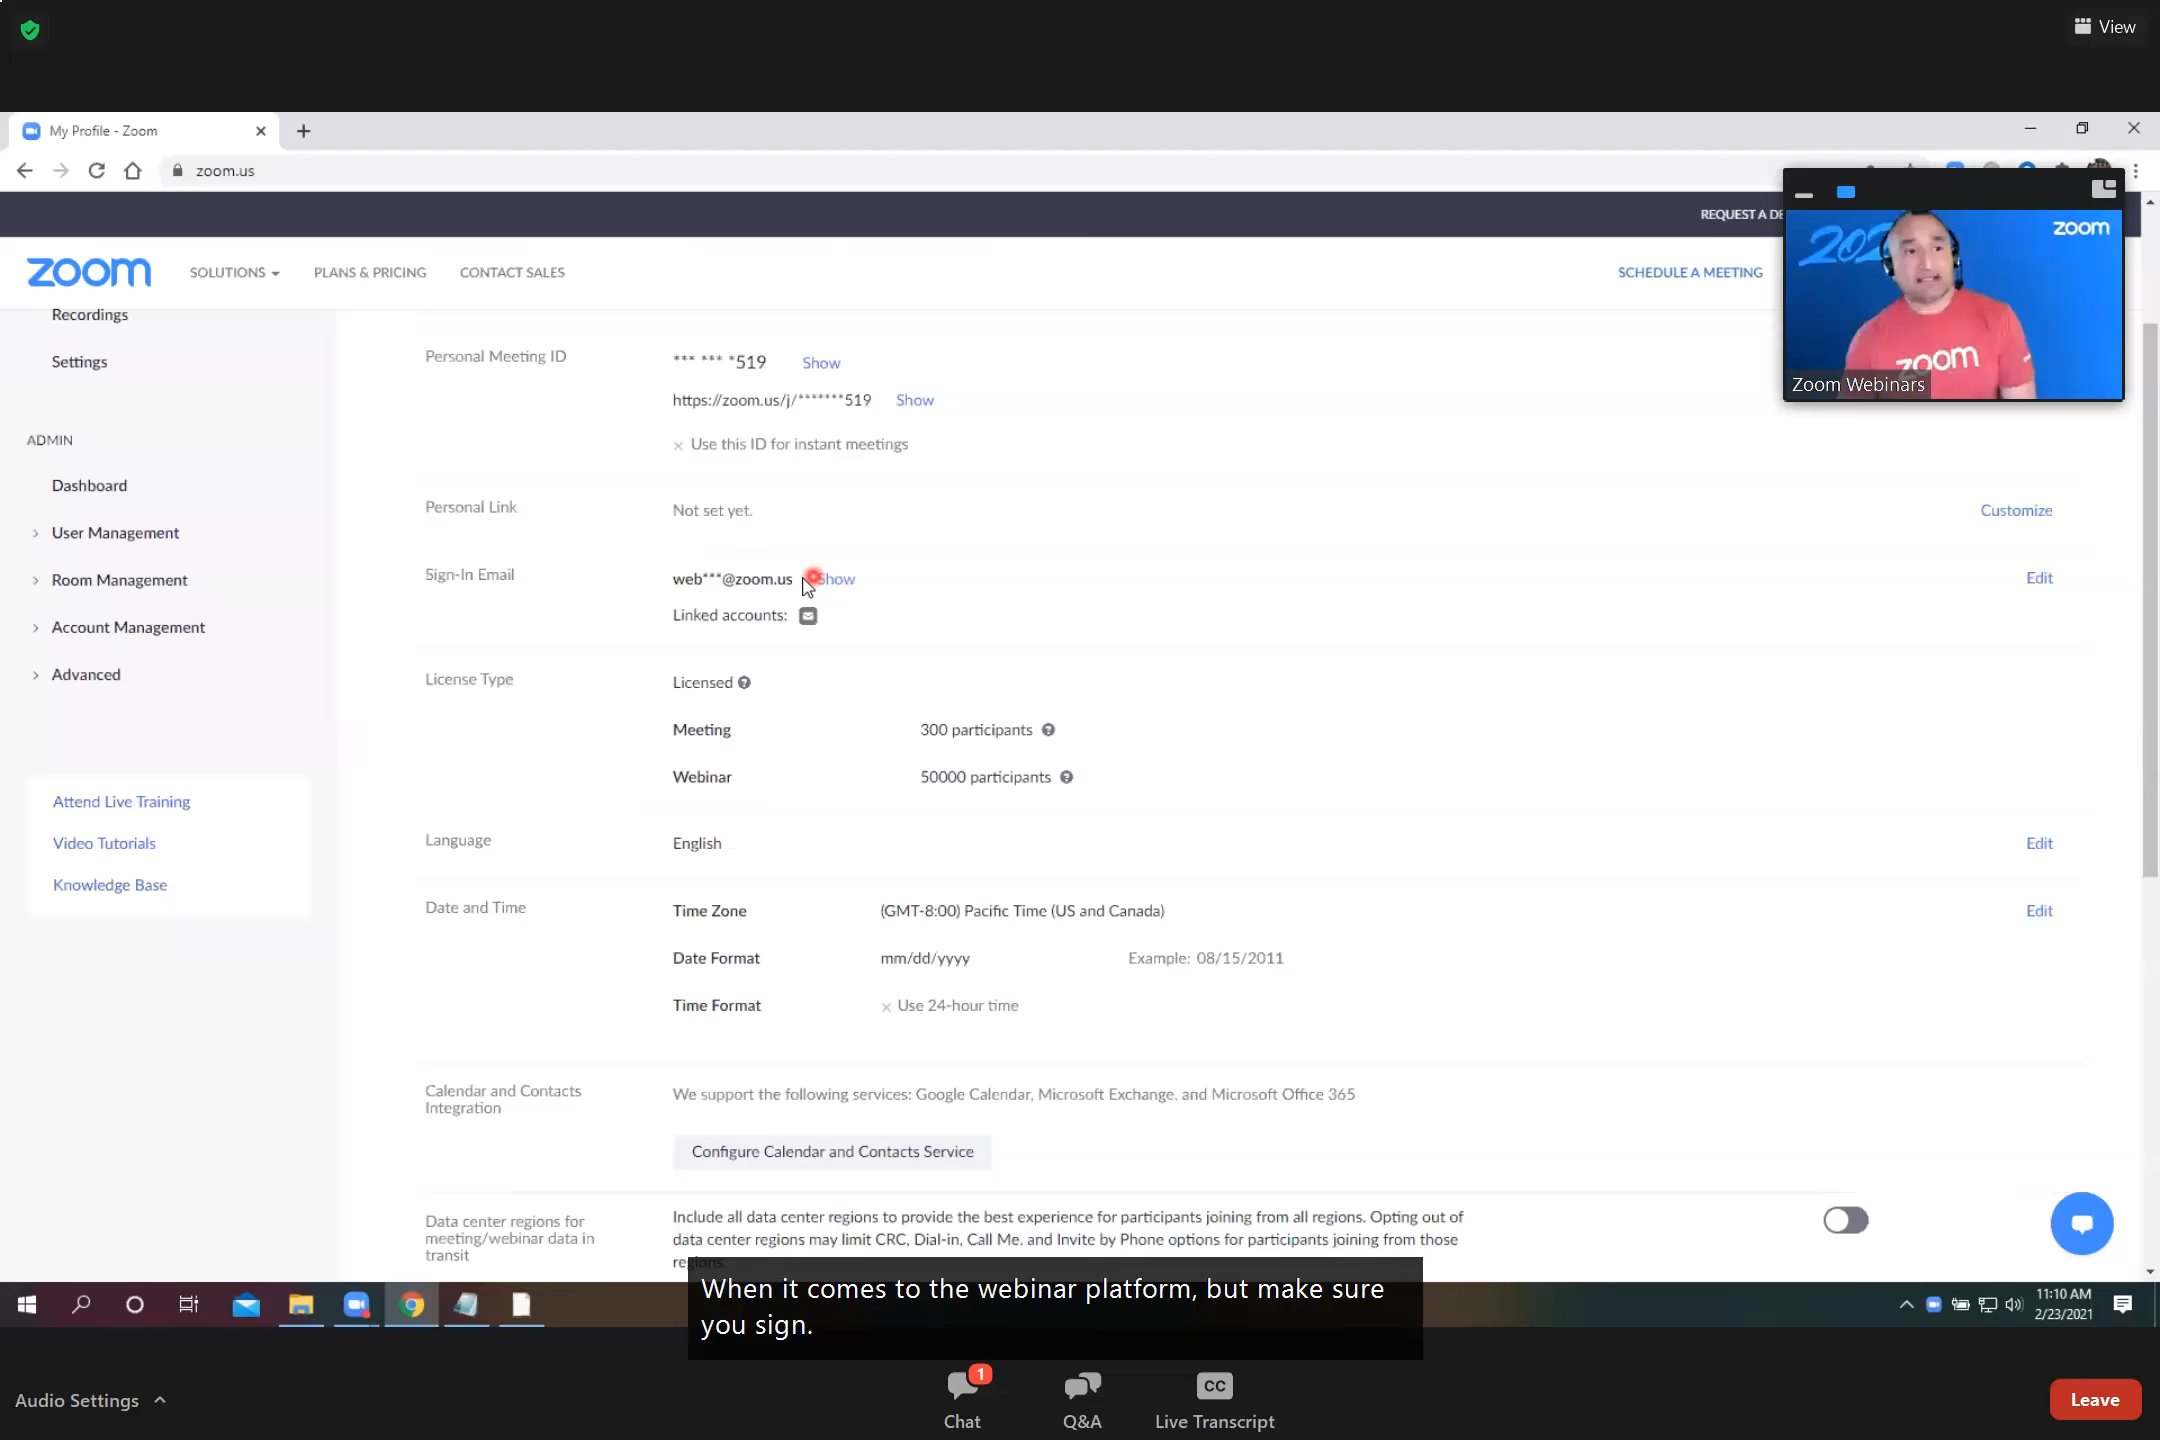 View
My Profile - Zoom
zoom.us
REQUEST A DE
zoom
SOLUTIONS
PLANS & PRICING
CONTACT SALES
SCHEDULE A MEETING
202
zoom
zoom
Zoom Webinars
Recordings
Settings
ADMIN
Dashboard
User Management
Room Management
Account Management
Advanced
Attend Live Training
Video Tutorials
Knowledge Base
Personal Meeting ID
*** *** *519 Show
https://zoom.us/j/*******519 Show
Use this ID for instant meetings
Personal Link
Not set yet.
Customize
Sign-In Email
web***@zoom.us Show
Edit
Linked accounts:
License Type
Licensed
Meeting 300 participants
Webinar 50000 participants
Language
English
Edit
Date and Time
Time Zone (GMT-8:00) Pacific Time (US and Canada)
Edit
Date Format mm/dd/yyyy Example: 08/15/2011
Time Format Use 24-hour time
Calendar and Contacts
Integration
We support the following services: Google Calendar, Microsoft Exchange, and Microsoft Office 365
Configure Calendar and Contacts Service
Data center regions for
meeting/webinar data in
transit
Include all data center regions to provide the best experience for participants joining from all regions. Opting out of
data center regions may limit CRC, Dial-in, Call Me, and Invite by Phone options for participants joining from those
regions.
When it comes to the webinar platform, but make sure
you sign.
11:10 AM
2/23/2021
Audio Settings
1
Chat
Q&A
CC
Live Transcript
Leave